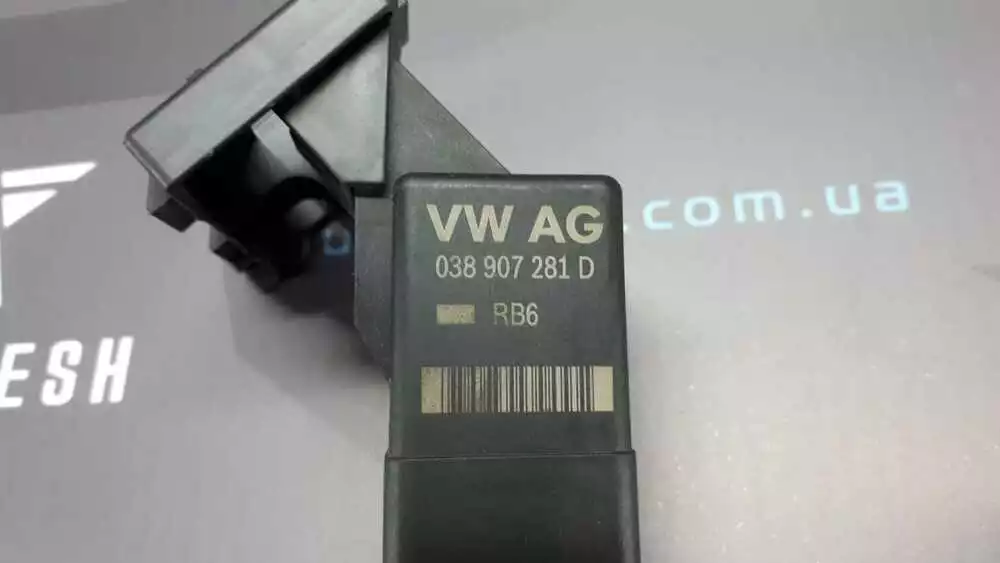 VW AG
.com.ua
038 907 281 D
RB6
ESH